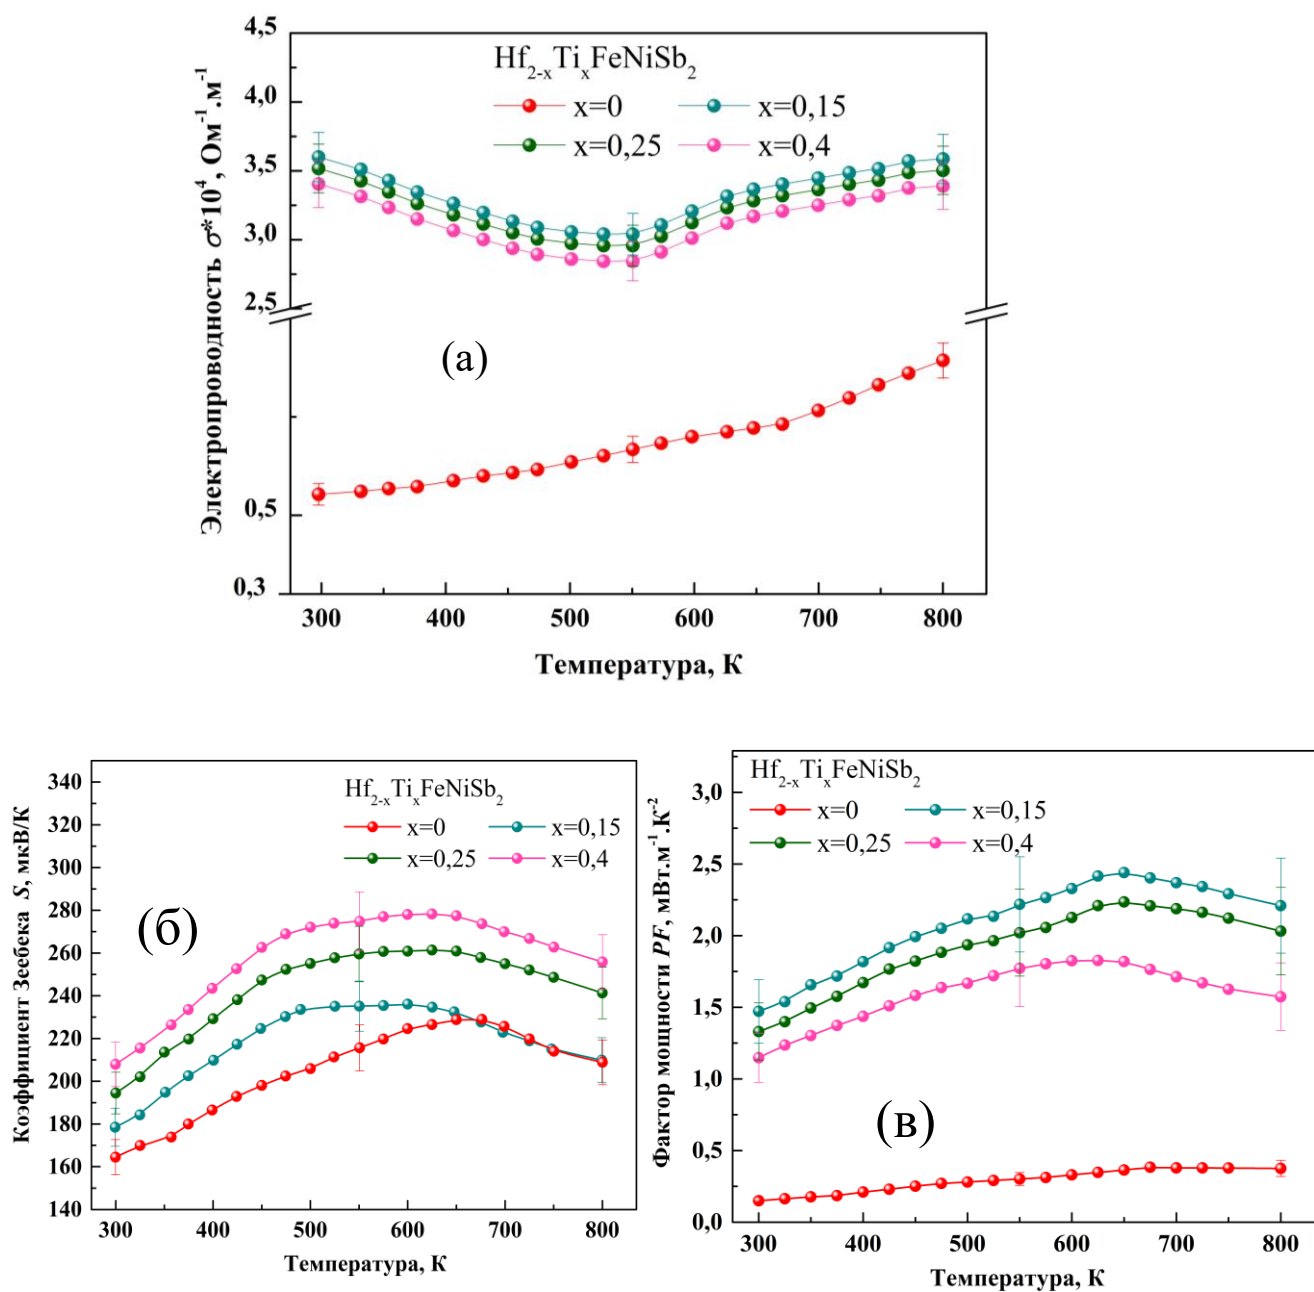 Электропроводность σ*10⁴, Ом⁻¹.м⁻¹
4,5
4,0
3,5
3,0
2,5
0,5
0,3
Hf₂₋ₓTiₓFeNiSb₂
x=0 x=0,15
x=0,25 x=0,4
(а)
300 400 500 600 700 800
Температура, К
Коэффициент Зеебека S, мкВ/К
340
320
300
280
260
240
220
200
180
160
140
Hf₂₋ₓTiₓFeNiSb₂
x=0 x=0,15
x=0,25 x=0,4
(б)
300 400 500 600 700 800
Температура, К
Фактор мощности PF, мВт.м⁻¹.К⁻²
3,0
2,5
2,0
1,5
1,0
0,5
0,0
Hf₂₋ₓTiₓFeNiSb₂
x=0 x=0,15
x=0,25 x=0,4
(в)
300 400 500 600 700 800
Температура, К